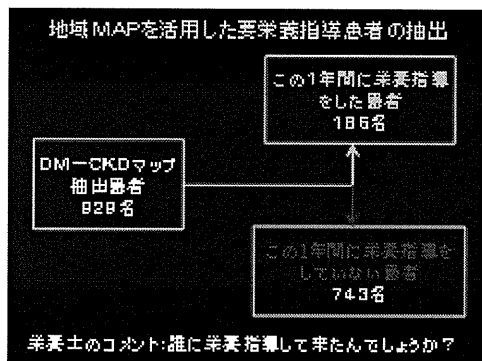 地域MAPを活用した要栄養指導患者の抽出
この1年間に栄養指導
をした患者
186名
DM−CKDマップ
抽出患者
929名
この1年間に栄養指導を
していない患者
743名
栄養士のコメント:誰に栄養指導して来たんでしょうか?